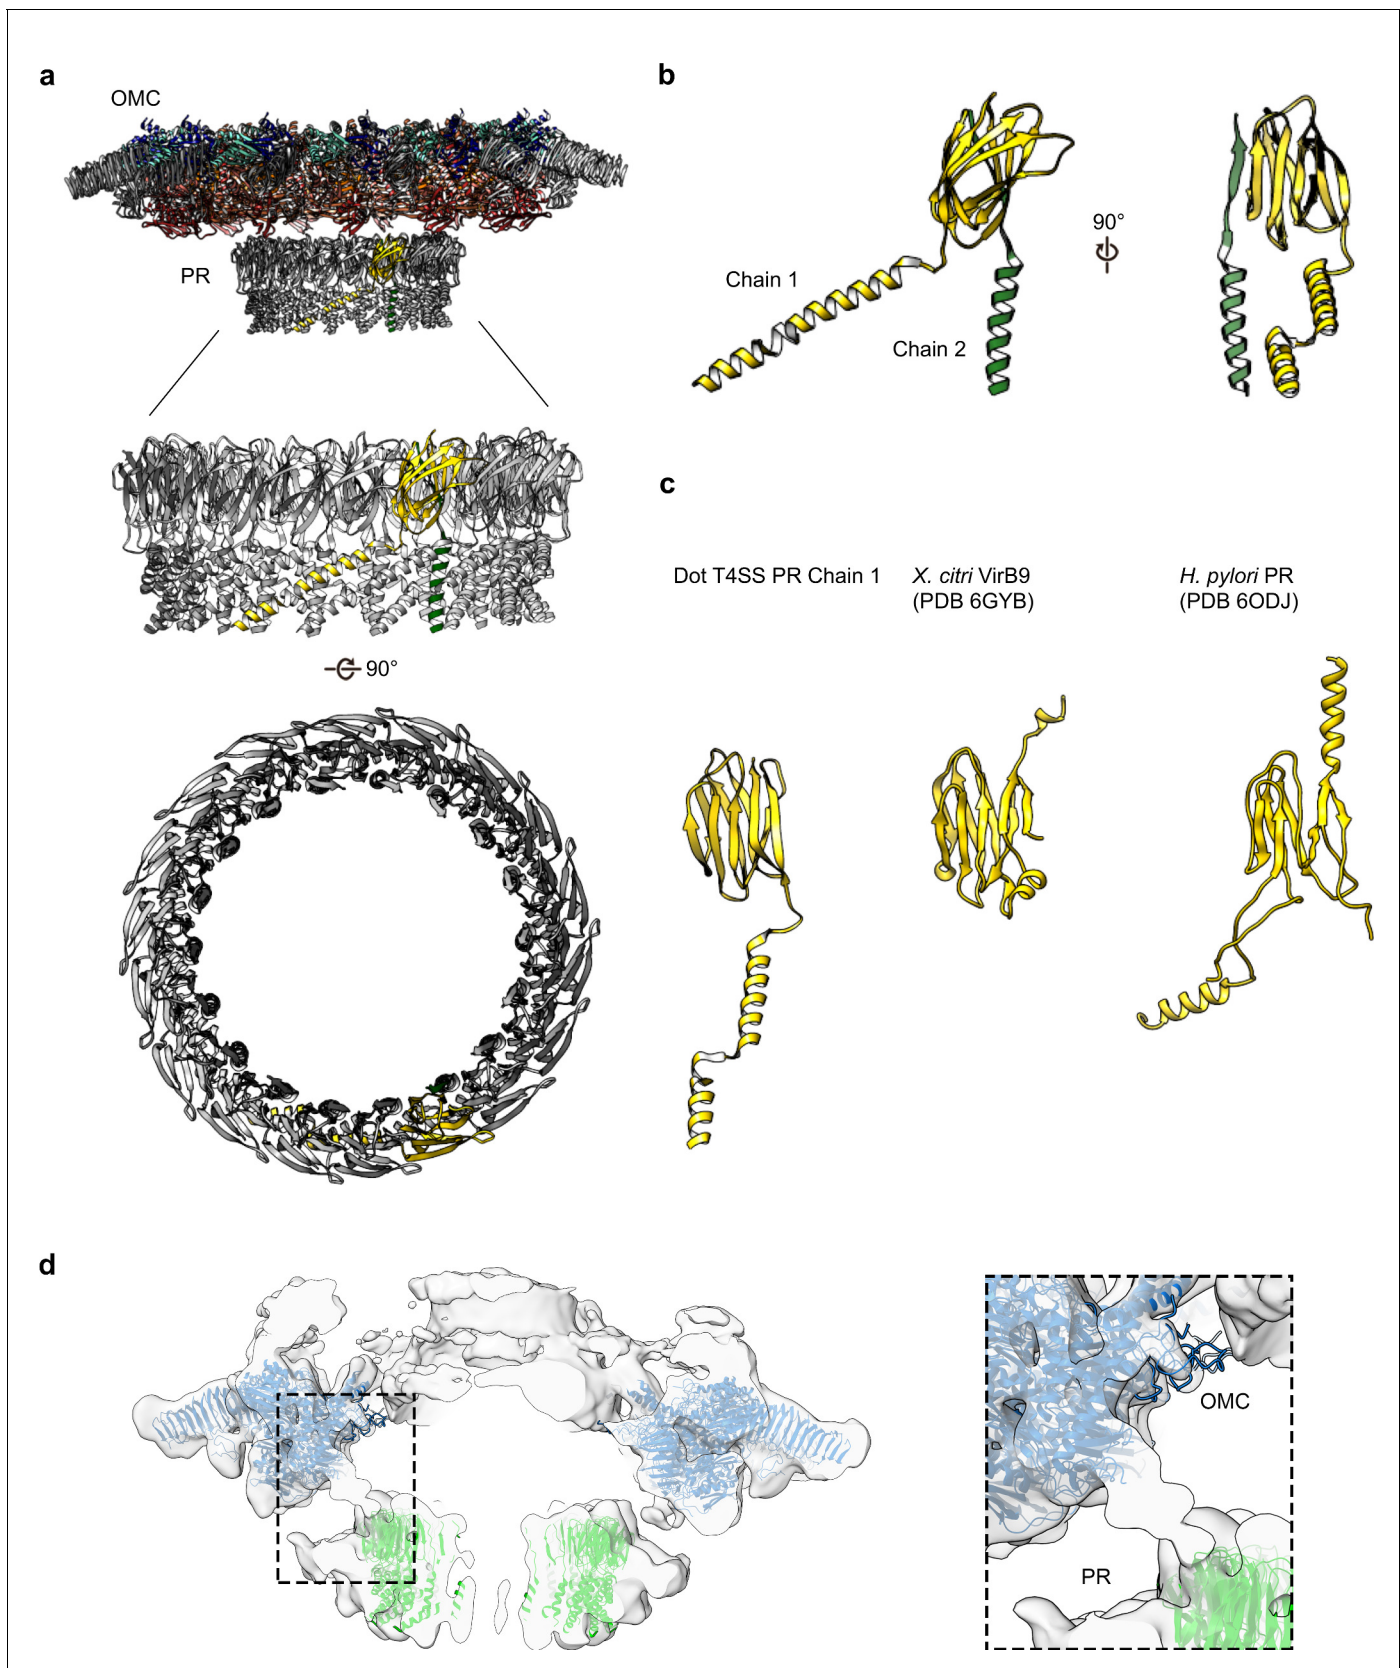 a
OMC
PR
90°
b
Chain 1
Chain 2
90°
c
Dot T4SS PR Chain 1
X. citri VirB9
(PDB 6GYB)
H. pylori PR
(PDB 6ODJ)
d
OMC
PR